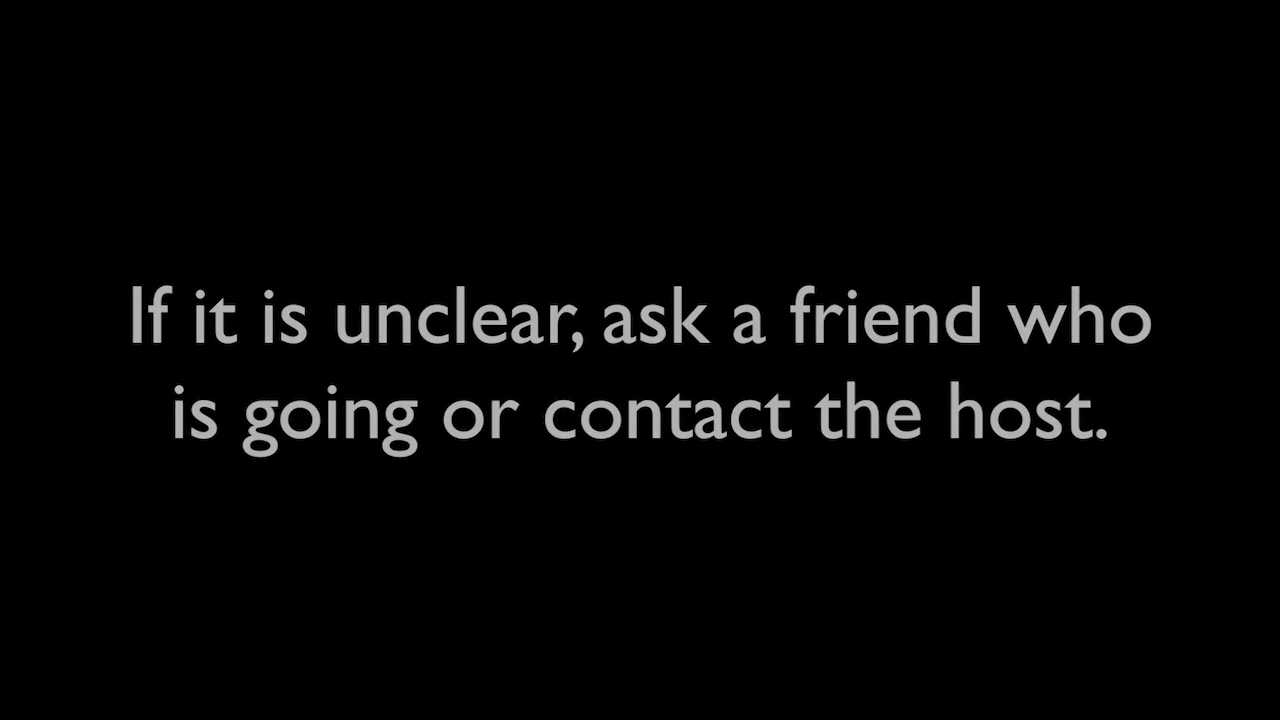 If it is unclear, ask a friend who
is going or contact the host.